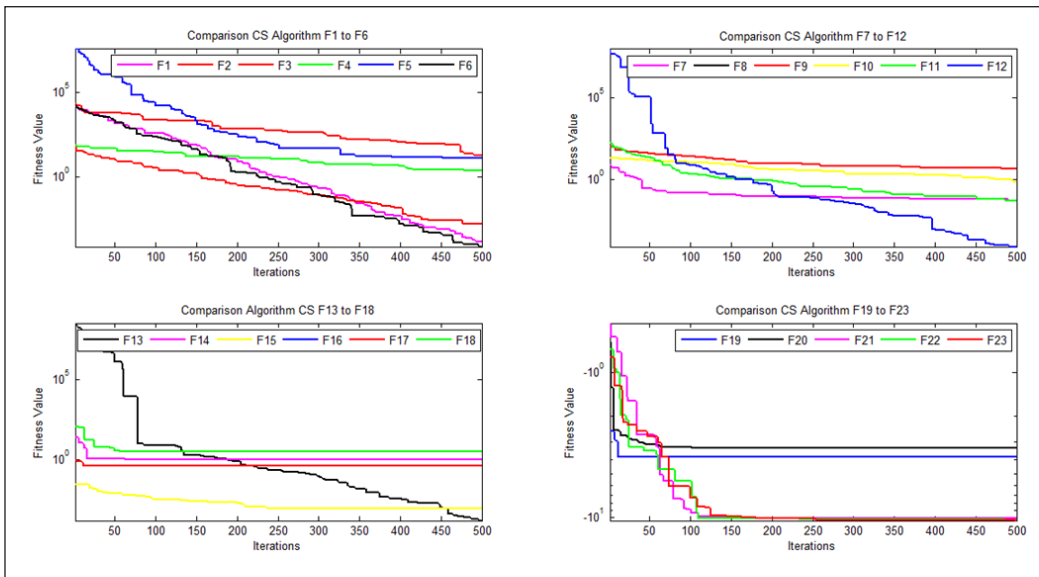 Comparison CS Algorithm F1 to F6
F1 F2 F3 F4 F5 F6
Fitness Value
10^5
10^0
50 100 150 200 250 300 350 400 450 500
Iterations
Comparison CS Algorithm F7 to F12
F7 F8 F9 F10 F11 F12
Fitness Value
10^5
10^0
50 100 150 200 250 300 350 400 450 500
Iterations
Comparison Algorithm CS F13 to F18
F13 F14 F15 F16 F17 F18
Fitness Value
10^5
10^0
50 100 150 200 250 300 350 400 450 500
Iterations
Comparison CS Algorithm F19 to F23
F19 F20 F21 F22 F23
Fitness Value
-10^0
-10^1
50 100 150 200 250 300 350 400 450 500
Iterations